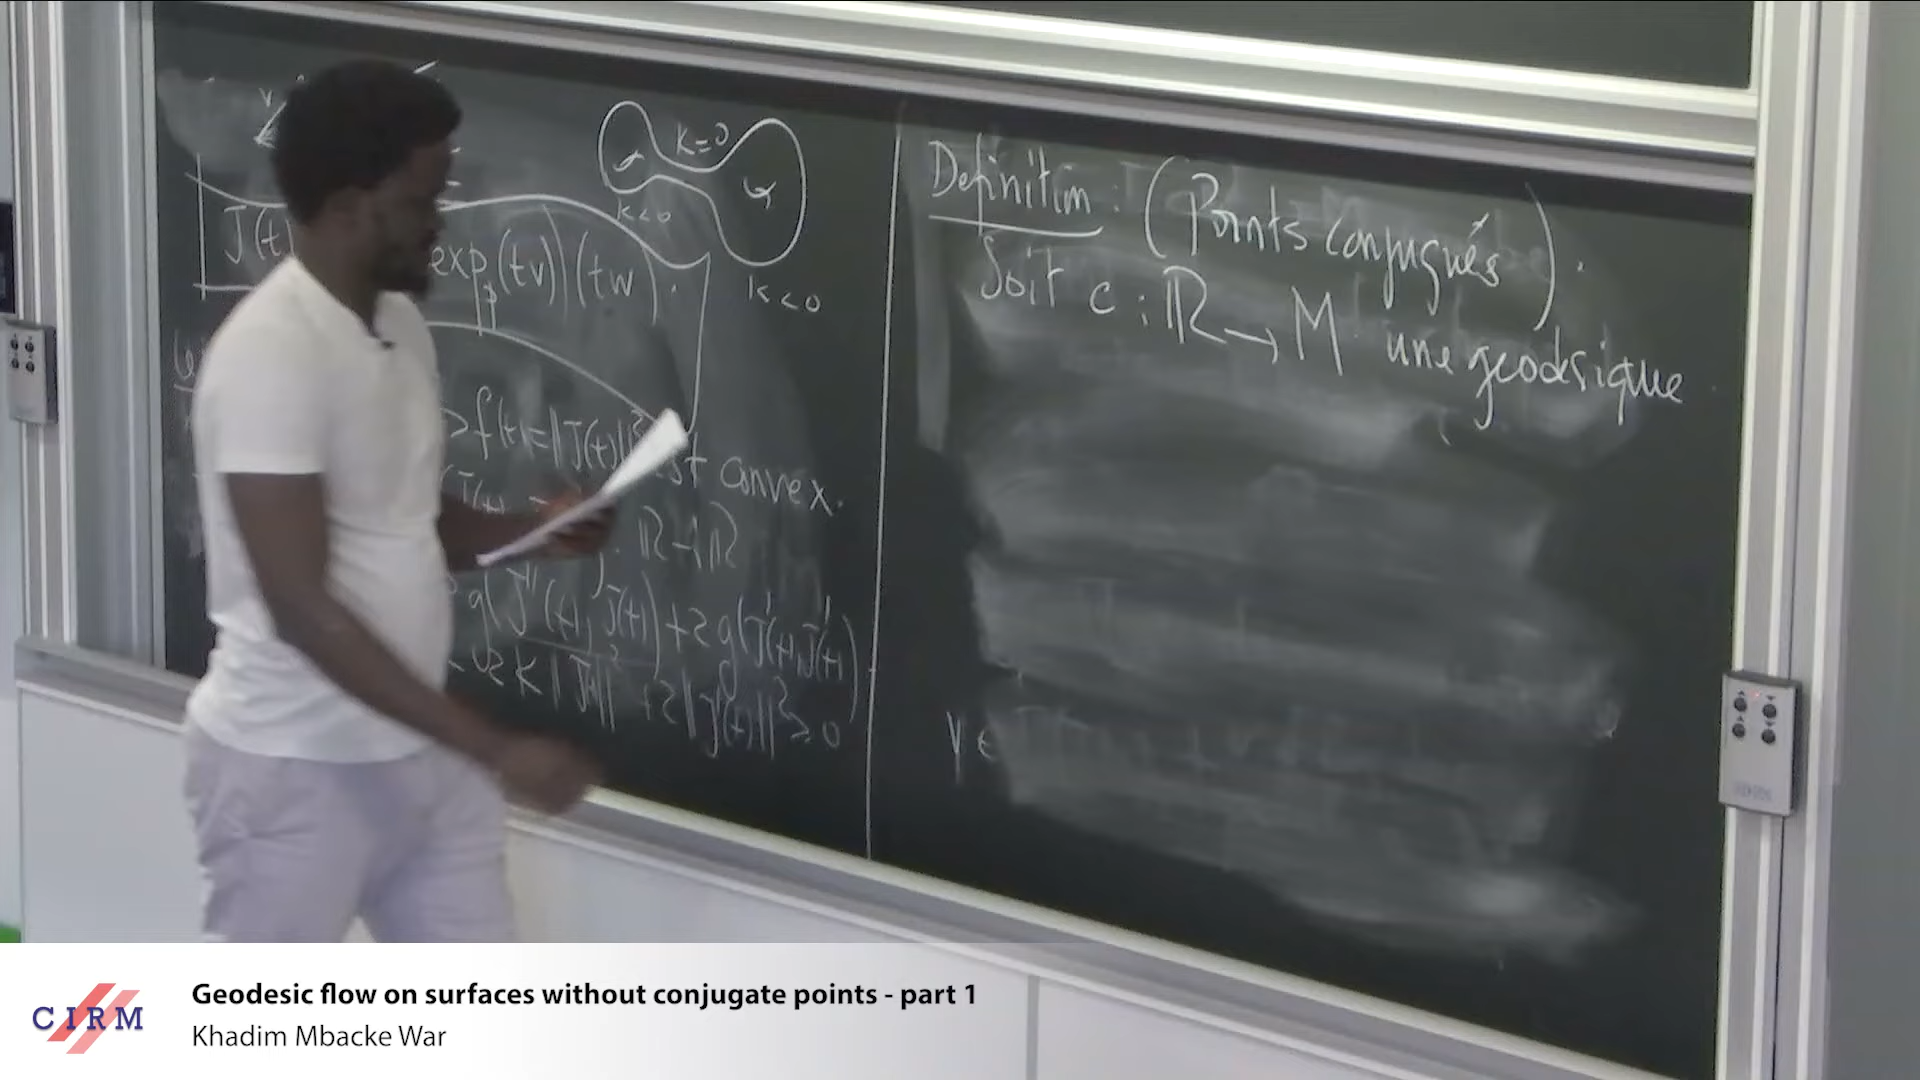 v
K=0
K<0
K<0
J(t)
exp_p(tv)(tw).
f(t)=||J(t)||² est convex.
J(t)
: ℝ→ℝ
g(J''(t), J(t))+2g(J'(t), J'(t))
K||J(t)||²+2||J'(t)||²≥0
Definition: (Points conjugués).
Soit c: ℝ→M une geodesique
γ ∈
CIRM
Geodesic flow on surfaces without conjugate points - part 1
Khadim Mbacke War